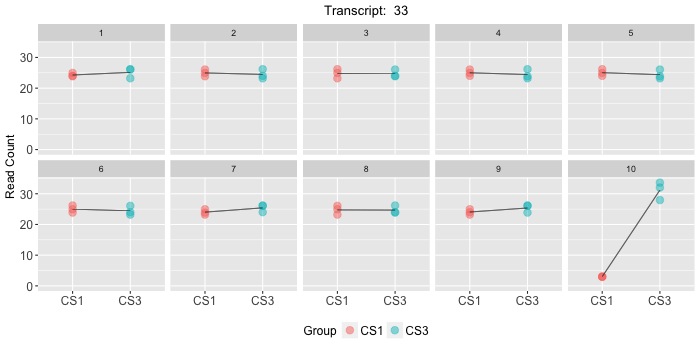 Transcript: 33
1 2 3 4 5
30
20
10
0
Read Count
6 7 8 9 10
30
20
10
0
CS1 CS3 CS1 CS3 CS1 CS3 CS1 CS3 CS1 CS3
Group CS1 CS3